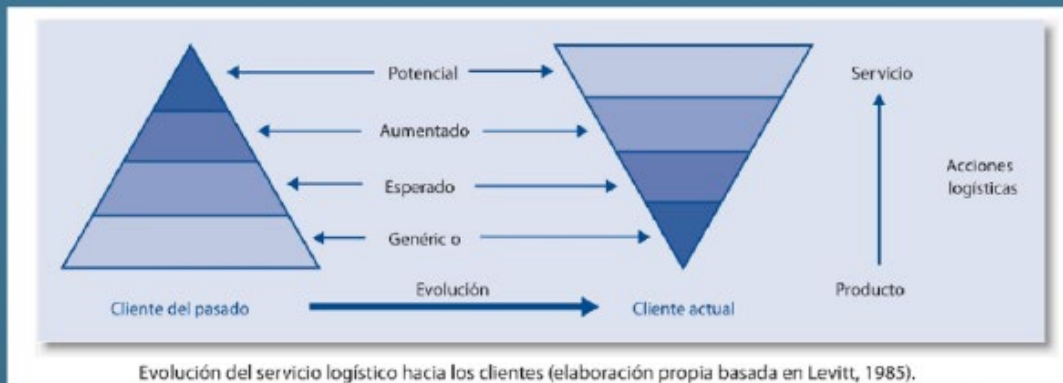 Potencial
Servicio
Aumentado
Acciones
logísticas
Esperado
Genéric o
Producto
Evolución
Cliente del pasado
Cliente actual
Evolución del servicio logístico hacia los clientes (elaboración propia basada en Levitt, 1985).